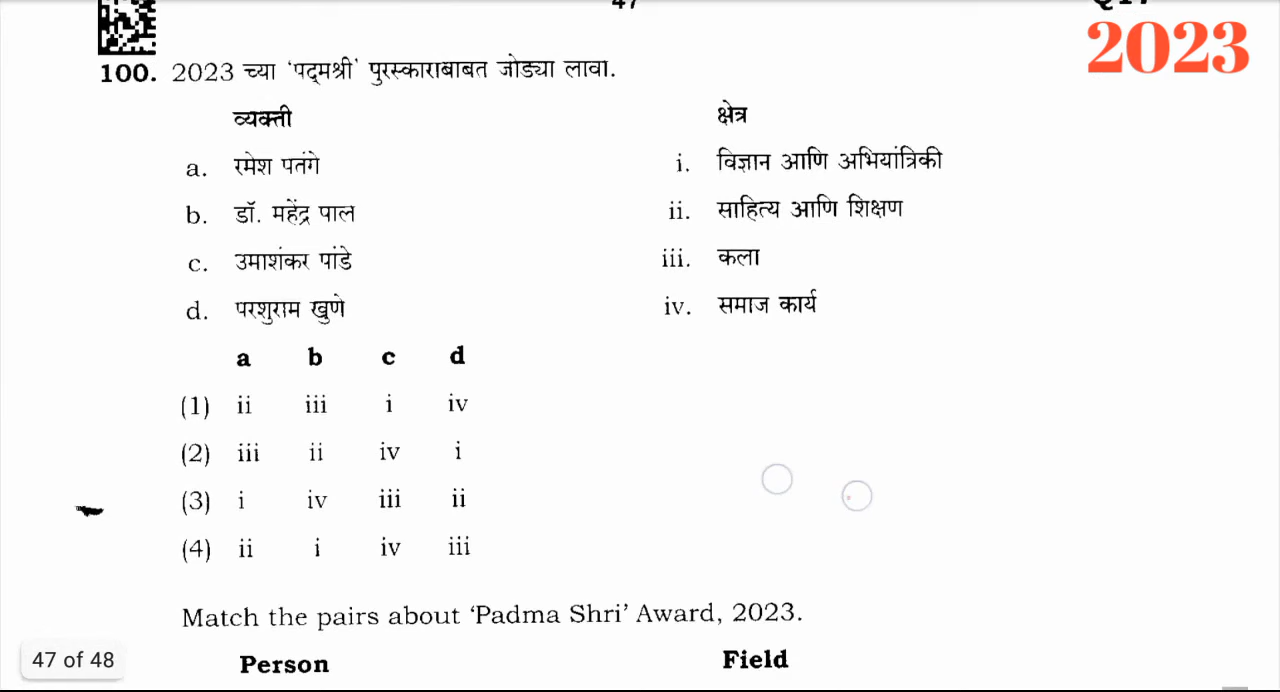 2023
100. 2023 च्या ‘पद्मश्री’ पुरस्काराबाबत जोड्या लावा.
व्यक्ती क्षेत्र
a. रमेश पतंगे i. विज्ञान आणि अभियांत्रिकी
b. डॉ. महेंद्र पाल ii. साहित्य आणि शिक्षण
c. उमाशंकर पांडे iii. कला
d. परशुराम खुणे iv. समाज कार्य
a b c d
(1) ii iii i iv
(2) iii ii iv i
(3) i iv iii ii
(4) ii i iv iii
Match the pairs about ‘Padma Shri’ Award, 2023.
47 of 48
Person Field